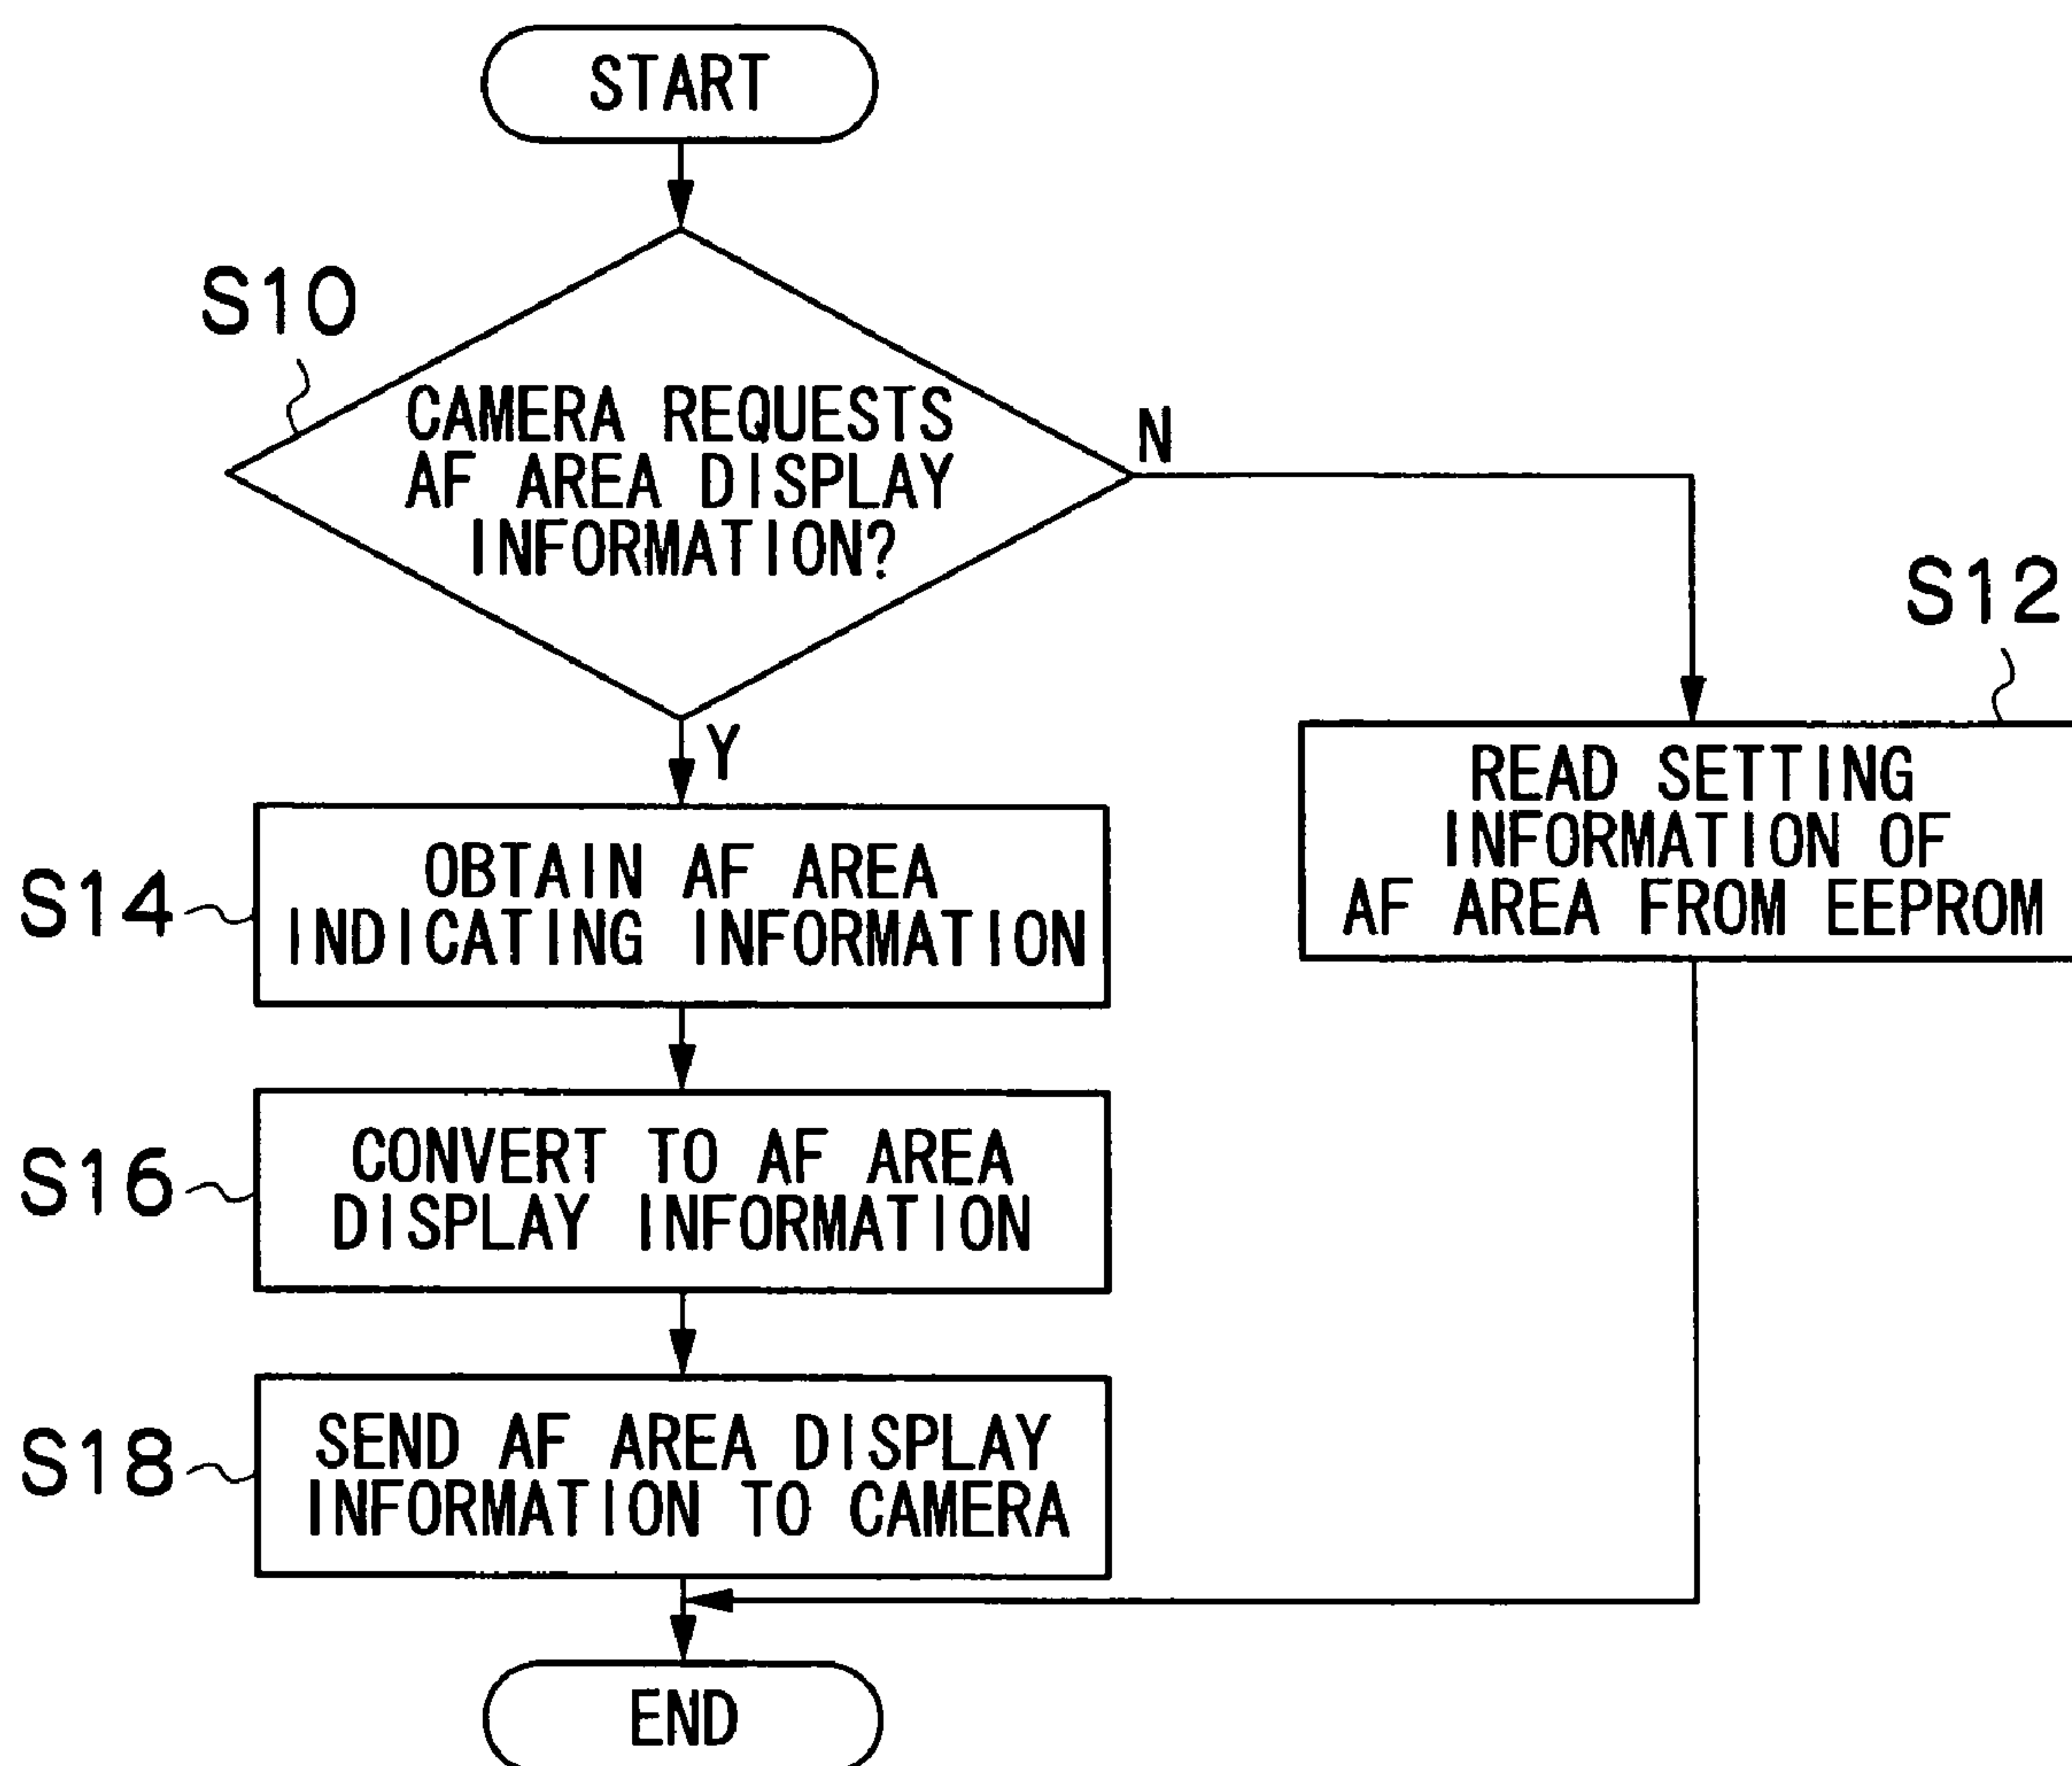 START
S10
CAMERA REQUESTS
AF AREA DISPLAY
INFORMATION?
N
Y
S12
READ SETTING
INFORMATION OF
AF AREA FROM EEPROM
S14
OBTAIN AF AREA
INDICATING INFORMATION
S16
CONVERT TO AF AREA
DISPLAY INFORMATION
S18
SEND AF AREA DISPLAY
INFORMATION TO CAMERA
END